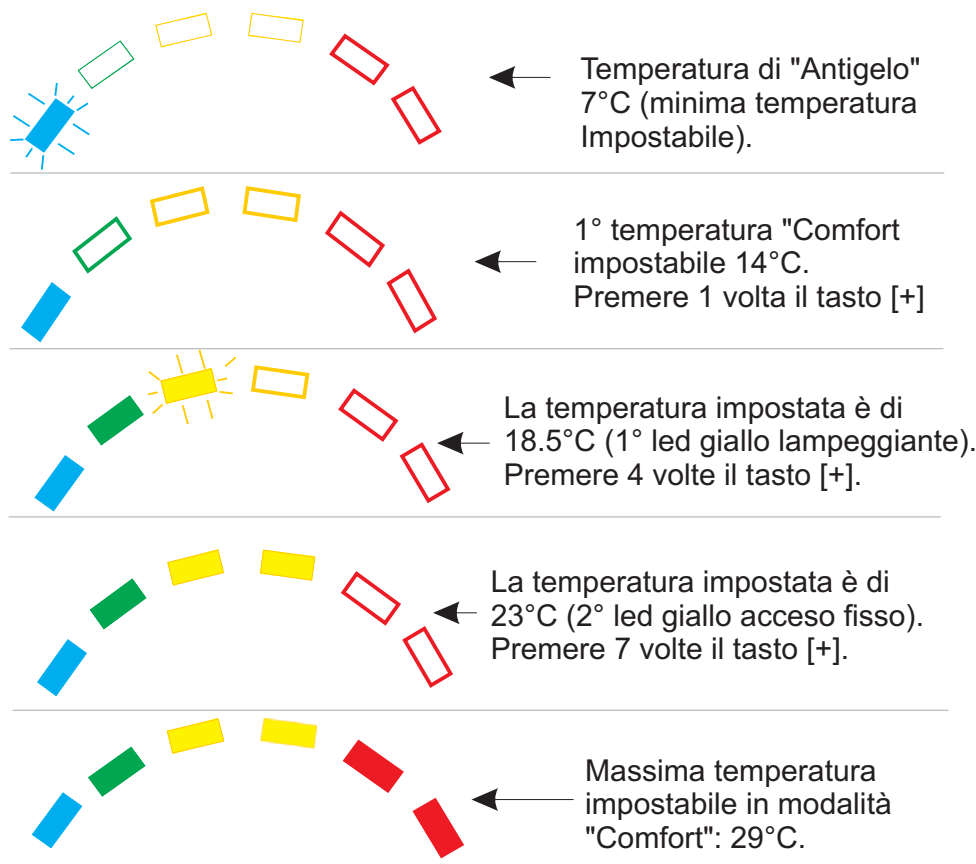 Temperatura di "Antigelo"
7°C (minima temperatura
Impostabile).
1° temperatura "Comfort
impostabile 14°C.
Premere 1 volta il tasto [+]
La temperatura impostata è di
18.5°C (1° led giallo lampeggiante).
Premere 4 volte il tasto [+].
La temperatura impostata è di
23°C (2° led giallo acceso fisso).
Premere 7 volte il tasto [+].
Massima temperatura
impostabile in modalità
"Comfort": 29°C.